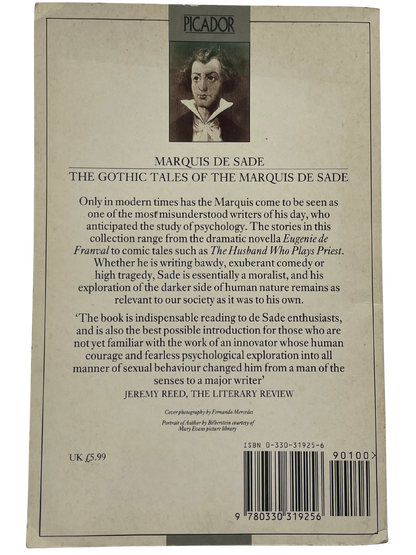 PICADOR
MARQUIS DE SADE
THE GOTHIC TALES OF THE MARQUIS DE SADE
Only in modern times has the Marquis come to be seen as
one of the most misunderstood writers of his day, who
anticipated the study of psychology. The stories in this
collection range from the dramatic novella Eugenie de
Franval to comic tales such as The Husband Who Plays Priest.
Whether he is writing bawdy, exuberant comedy or
high tragedy, Sade is essentially a moralist, and his
exploration of the darker side of human nature remains as
relevant to our society as it was to his own.
'The book is indispensable reading to de Sade enthusiasts,
and is also the best possible introduction for those who are
not yet familiar with the work of an innovator whose human
courage and fearless psychological exploration into all
manner of sexual behaviour changed him from a man of the
senses to a major writer'
JEREMY REED, THE LITERARY REVIEW
Cover photography by Fernando Mercedes
Portrait of Author by Bilberstein courtesy of
Mary Evans picture library
UK £5.99
ISBN 0-330-31925-6
90100>
9 780330 319256